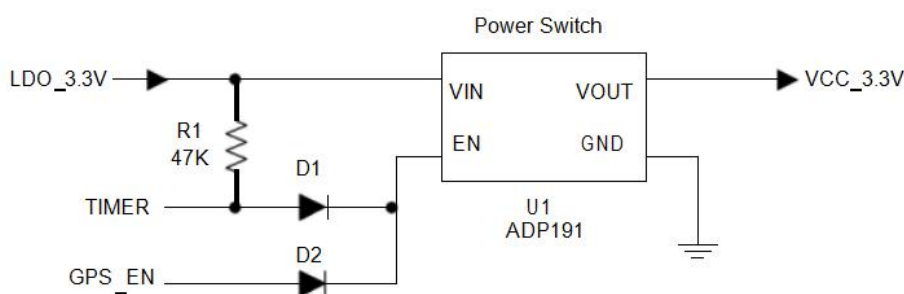 Power Switch
LDO_3.3V
VIN
VOUT
VCC_3.3V
R1
47K
EN
GND
D1
TIMER
U1
ADP191
D2
GPS_EN